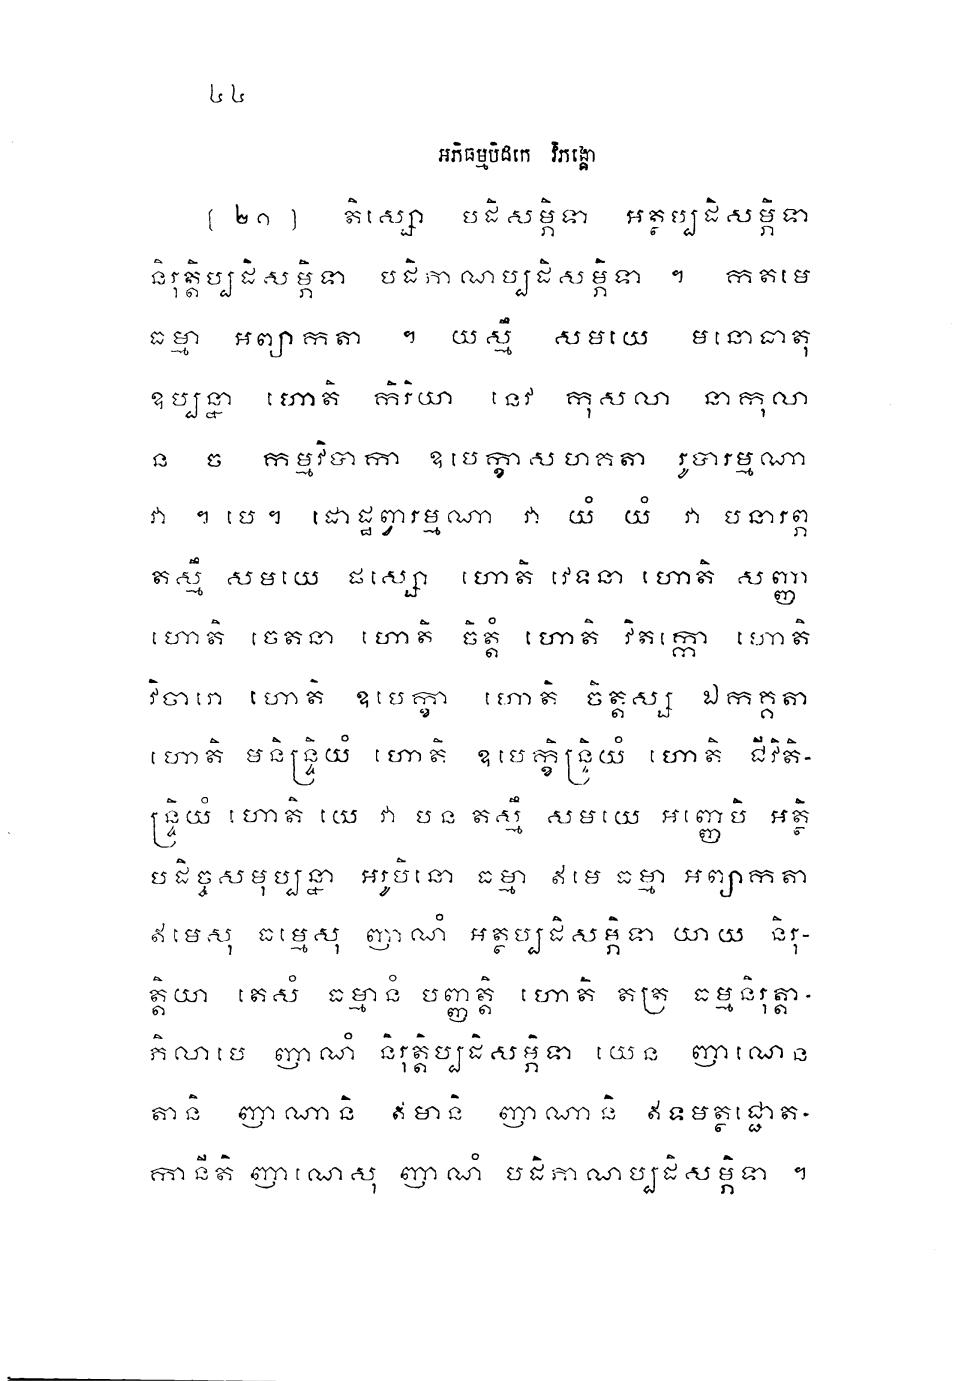 ៤៤
អភិធម្មបិដកេ វិភង្គោ
[ ២១ ] តិស្សោ បដិសម្ភិទា អត្ថប្បដិសម្ភិទា
និរុត្តិប្បដិសម្ភិទា បដិភាណប្បដិសម្ភិទា ។ កតមេ
ធម្មា អព្យាកតា ។ យស្មឹ សមយេ មនោធាតុ
ឧប្បន្នា ហោតិ កិរិយា នេវ កុសលា នាកុលា
ន ច កម្មវិបាកា ឧបេក្ខាសហគតា រូបារម្មណា
វា ។ បេ ។ ដោដ្ឋព្វារម្មណា វា យំ យំ វា បនារព្ភ
តស្មឹ សមយេ ផស្សោ ហោតិ វេទនា ហោតិ សញ្ញា
ហោតិ ចេតនា ហោតិ ចិត្តំ ហោតិ វិតក្កោ ហោតិ
វិចារោ ហោតិ ឧបេក្ខា ហោតិ ចិត្តស្ស ឯកគ្គតា
ហោតិ មនិន្ទ្រិយំ ហោតិ ឧបេក្ខិន្ទ្រិយំ ហោតិ ជីវិតិ-
ន្ទ្រិយំ ហោតិ យេ វា បន តស្មឹ សមយេ អញ្ញេបិ អត្ថិ
បដិច្ចសមុប្បន្នា អរូបិនោ ធម្មា ឥមេ ធម្មា អព្យាកតា
ឥមេសុ ធម្មេសុ ញាណំ អត្ថប្បដិសម្ភិទា យាយ និរុ-
ត្តិយា តេសំ ធម្មានំ បញ្ញត្តិ ហោតិ តត្រ ធម្មនិរុត្តា-
ភិលាបេ ញាណំ និរុត្តិប្បដិសម្ភិទា យេន ញាណេន
តានិ ញាណានិ ឥមានិ ញាណានិ ឥទមត្ថជោ្ជត-
កានីតិ ញាណេសុ ញាណំ បដិភាណប្បដិសម្ភិទា ។